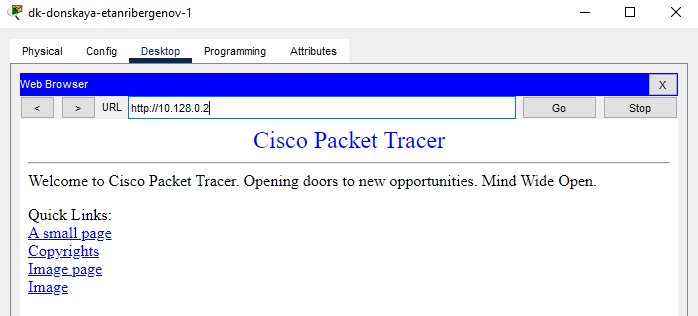 dk-donskaya-etanribergenov-1
Physical Config Desktop Programming Attributes
Web Browser X
< > URL http://10.128.0.2 Go Stop
Cisco Packet Tracer
Welcome to Cisco Packet Tracer. Opening doors to new opportunities. Mind Wide Open.
Quick Links:
A small page
Copyrights
Image page
Image